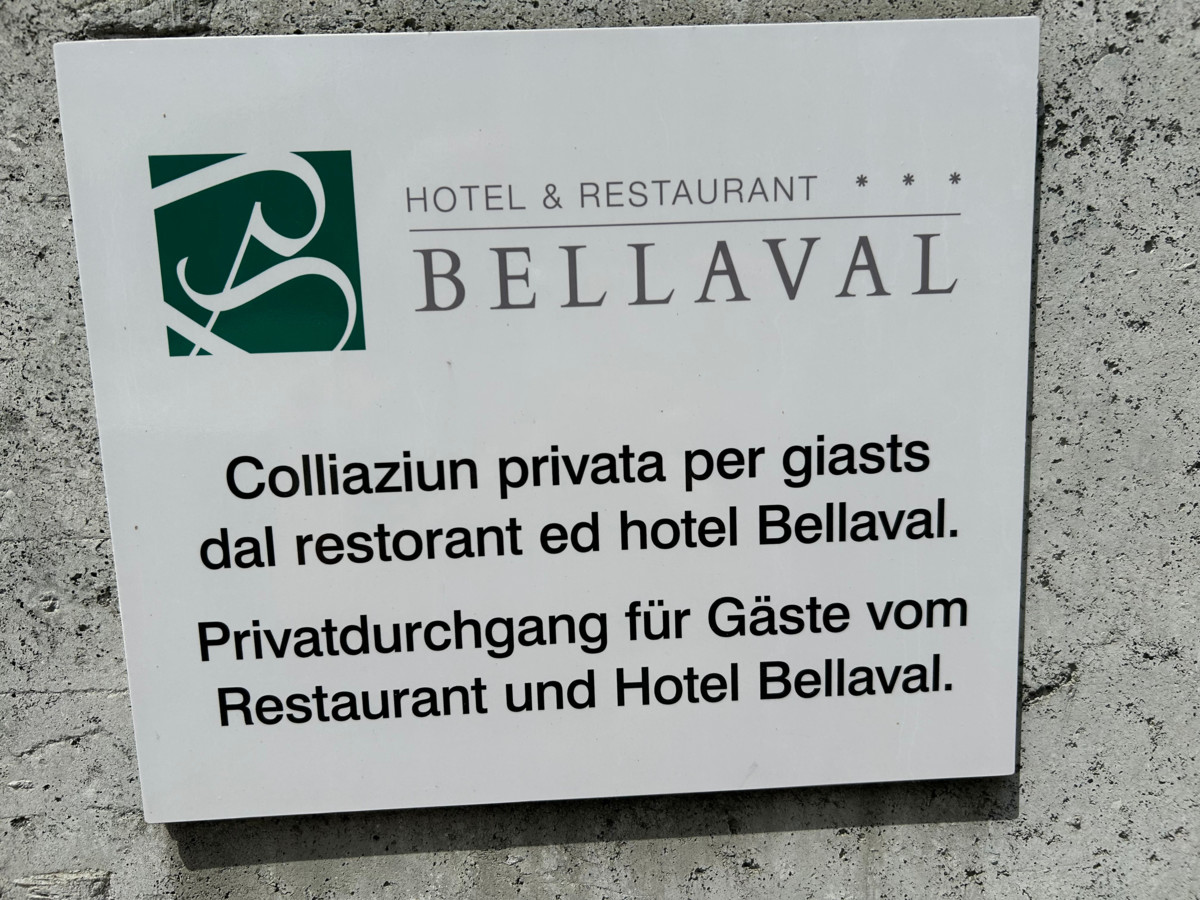 HOTEL & RESTAURANT * * *
BELLAVAL
Colliaziun privata per giasts
dal restorant ed hotel Bellaval.
Privatdurchgang für Gäste vom
Restaurant und Hotel Bellaval.